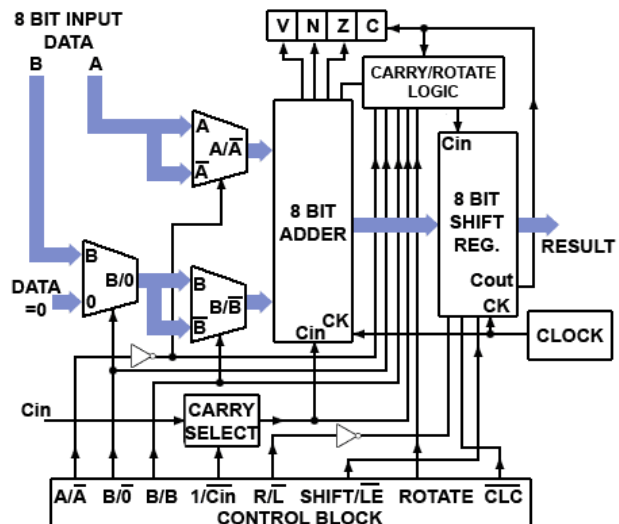 8 BIT INPUT
DATA
B A
V N Z C
CARRY/ROTATE
LOGIC
A
A/A̅
A̅
Cin
8 BIT
ADDER
8 BIT
SHIFT
REG.
RESULT
B
B/0
0
DATA
=0
B
B/B̅
B̅
Cout
CK
CK
Cin
CLOCK
Cin
CARRY
SELECT
A/A̅ B/0̅ B/B 1/C̅i̅n̅ R/L̅ SHIFT/L̅E̅ ROTATE C̅L̅C̅
CONTROL BLOCK